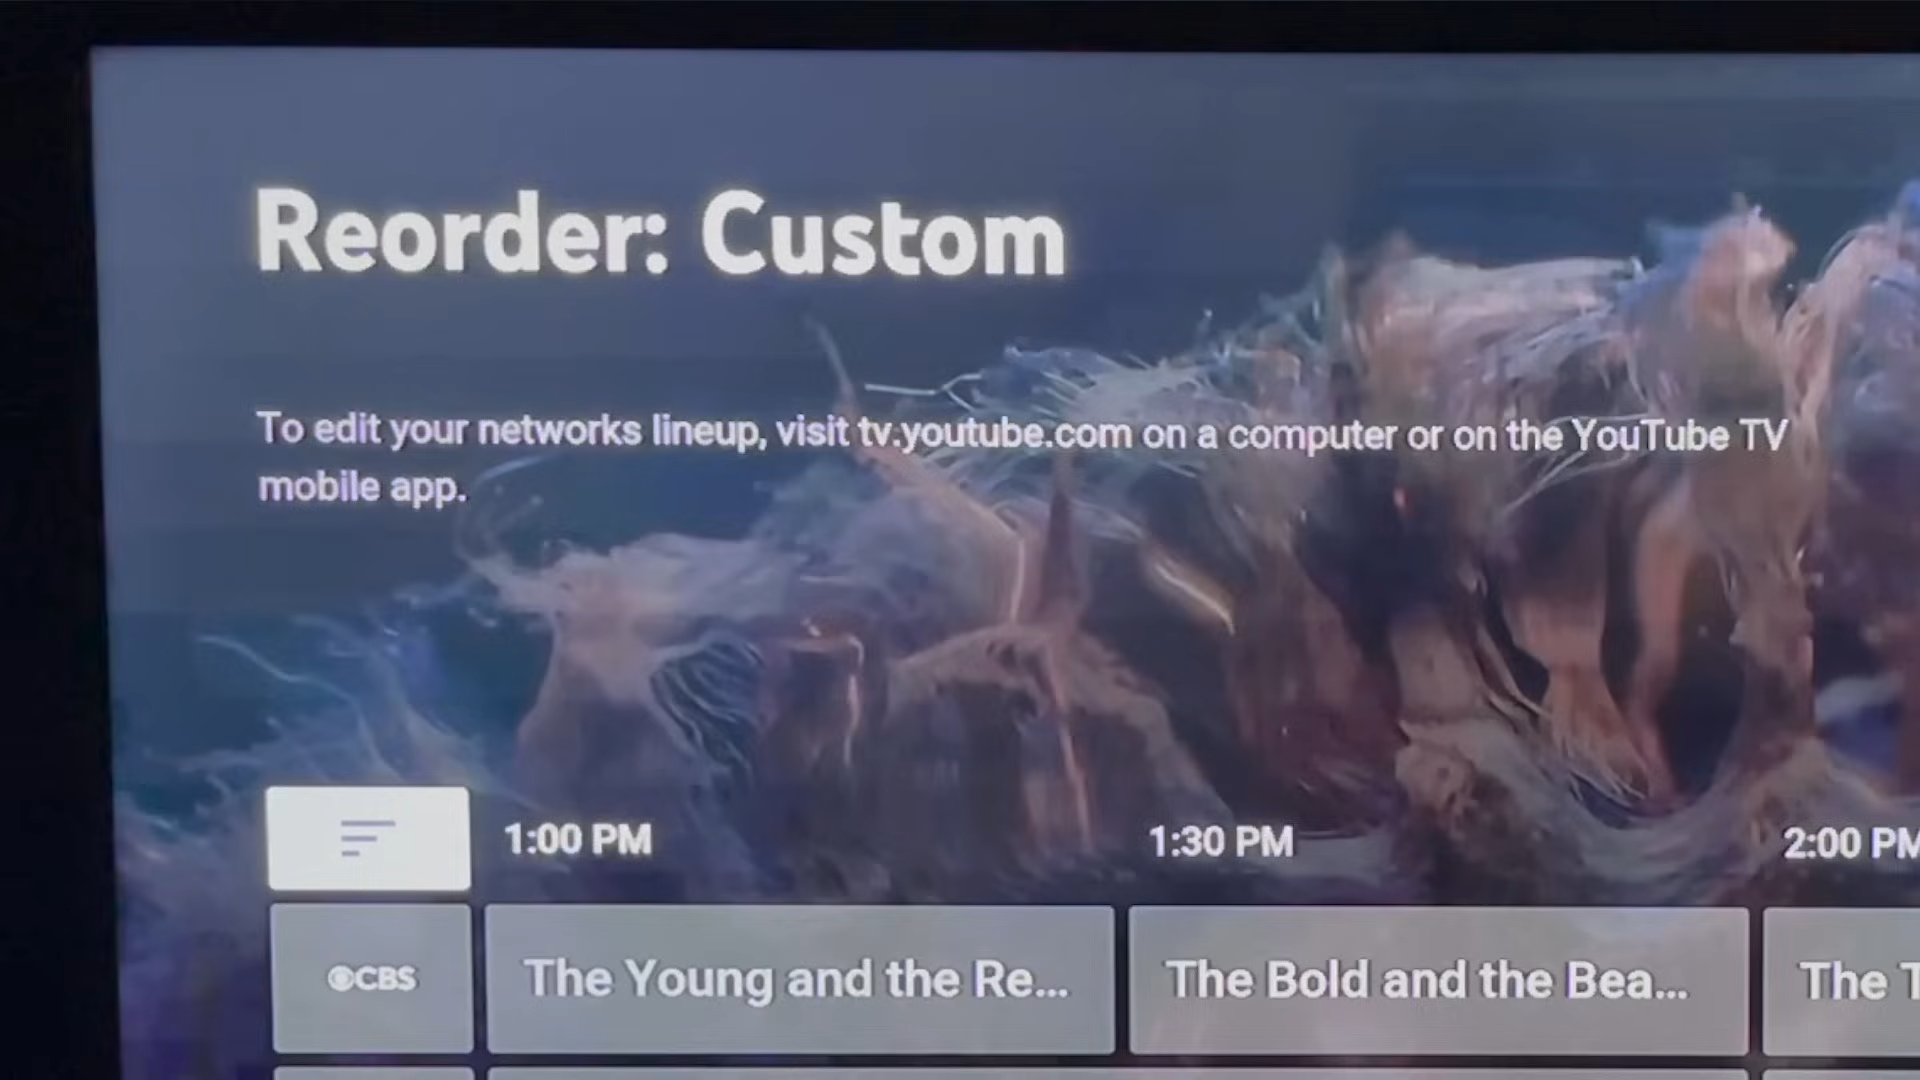 Reorder: Custom
To edit your networks lineup, visit tv.youtube.com on a computer or on the YouTube TV
mobile app.
1:00 PM 1:30 PM 2:00 PM
CBS The Young and the Re... The Bold and the Bea... The T